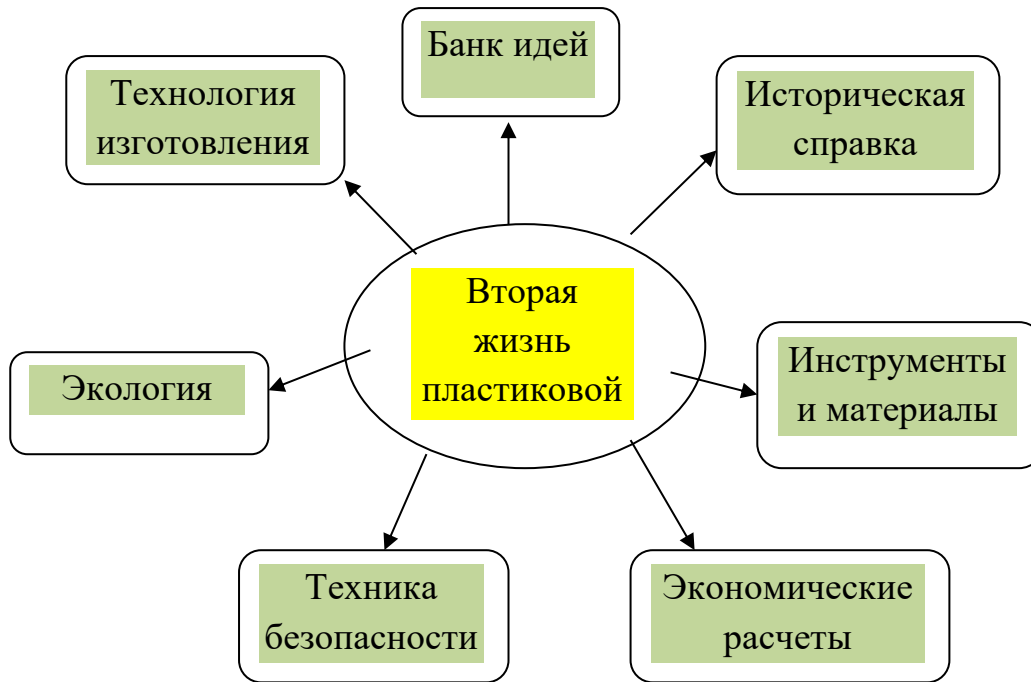 Банк идей
Технология
изготовления
Историческая
справка
Вторая
жизнь
пластиковой
Экология
Инструменты
и материалы
Техника
безопасности
Экономические
расчеты